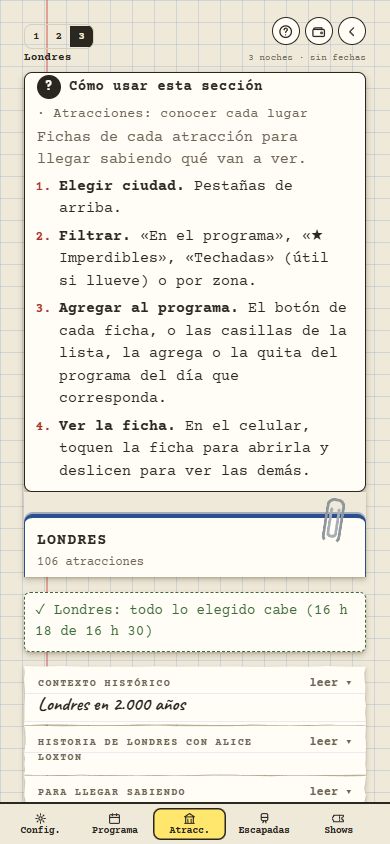 1 2 3
Londres
3 noches · sin fechas
? Cómo usar esta sección
· Atracciones: conocer cada lugar
Fichas de cada atracción para
llegar sabiendo qué van a ver.
1. Elegir ciudad. Pestañas de
arriba.
2. Filtrar. «En el programa», «★
Imperdibles», «Techadas» (útil
si llueve) o por zona.
3. Agregar al programa. El botón de
cada ficha, o las casillas de la
lista, la agrega o la quita del
programa del día que
corresponda.
4. Ver la ficha. En el celular,
toquen la ficha para abrirla y
deslicen para ver las demás.
LONDRES
106 atracciones
✓ Londres: todo lo elegido cabe (16 h
18 de 16 h 30)
CONTEXTO HISTÓRICO leer ▾
Londres en 2.000 años
HISTORIA DE LONDRES CON ALICE leer ▾
LOXTON
PARA LLEGAR SABIENDO leer ▾
Config. Programa Atracc. Escapadas Shows